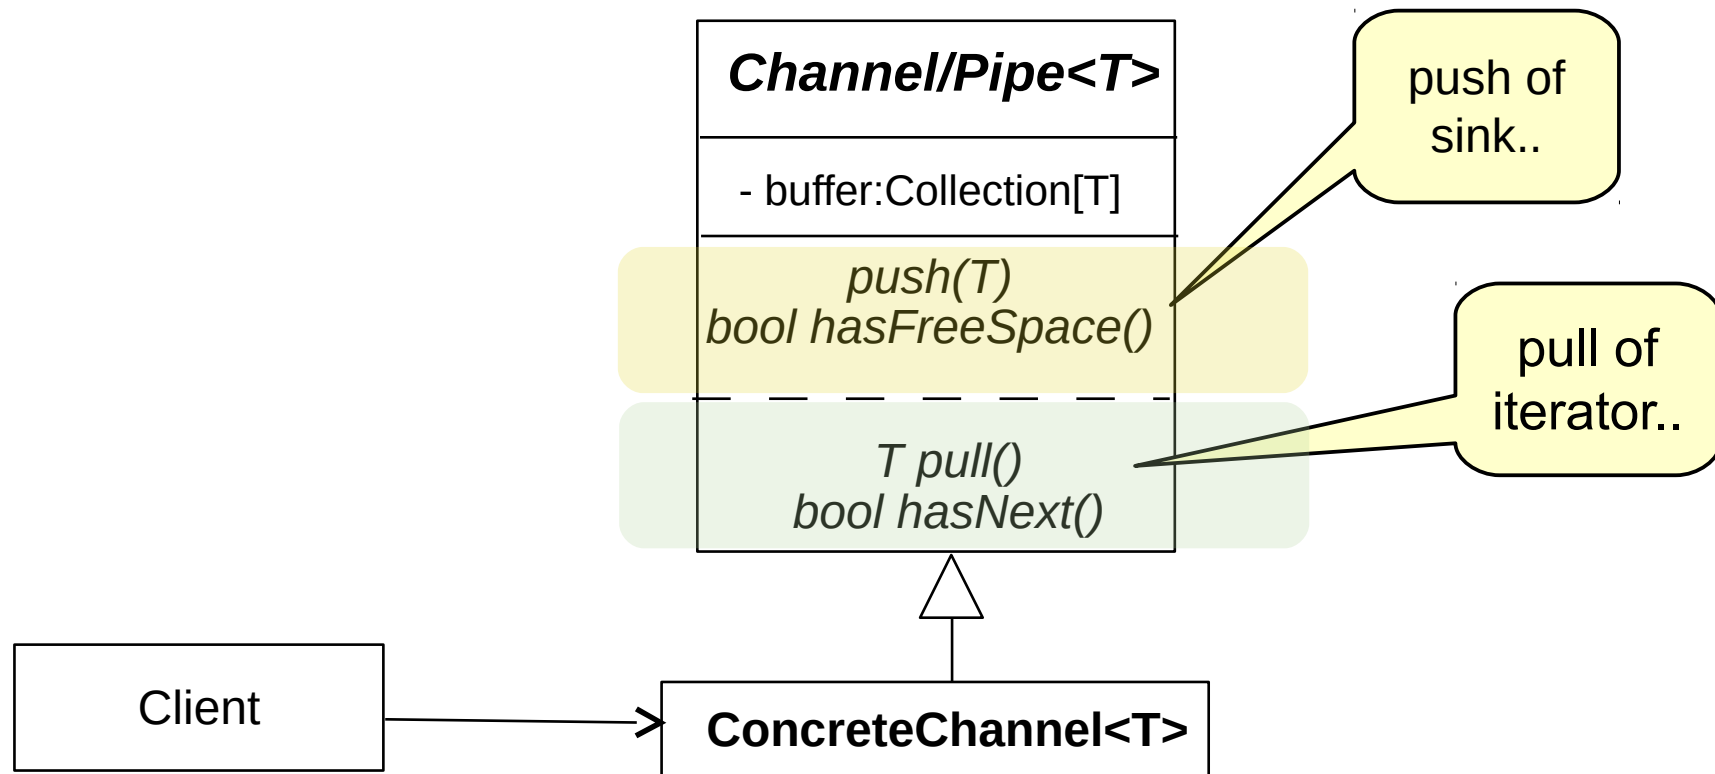 Channel/Pipe<T>
- buffer:Collection[T]
push(T)
bool hasFreeSpace()
T pull()
bool hasNext()
push of
sink..
pull of
iterator..
Client
ConcreteChannel<T>